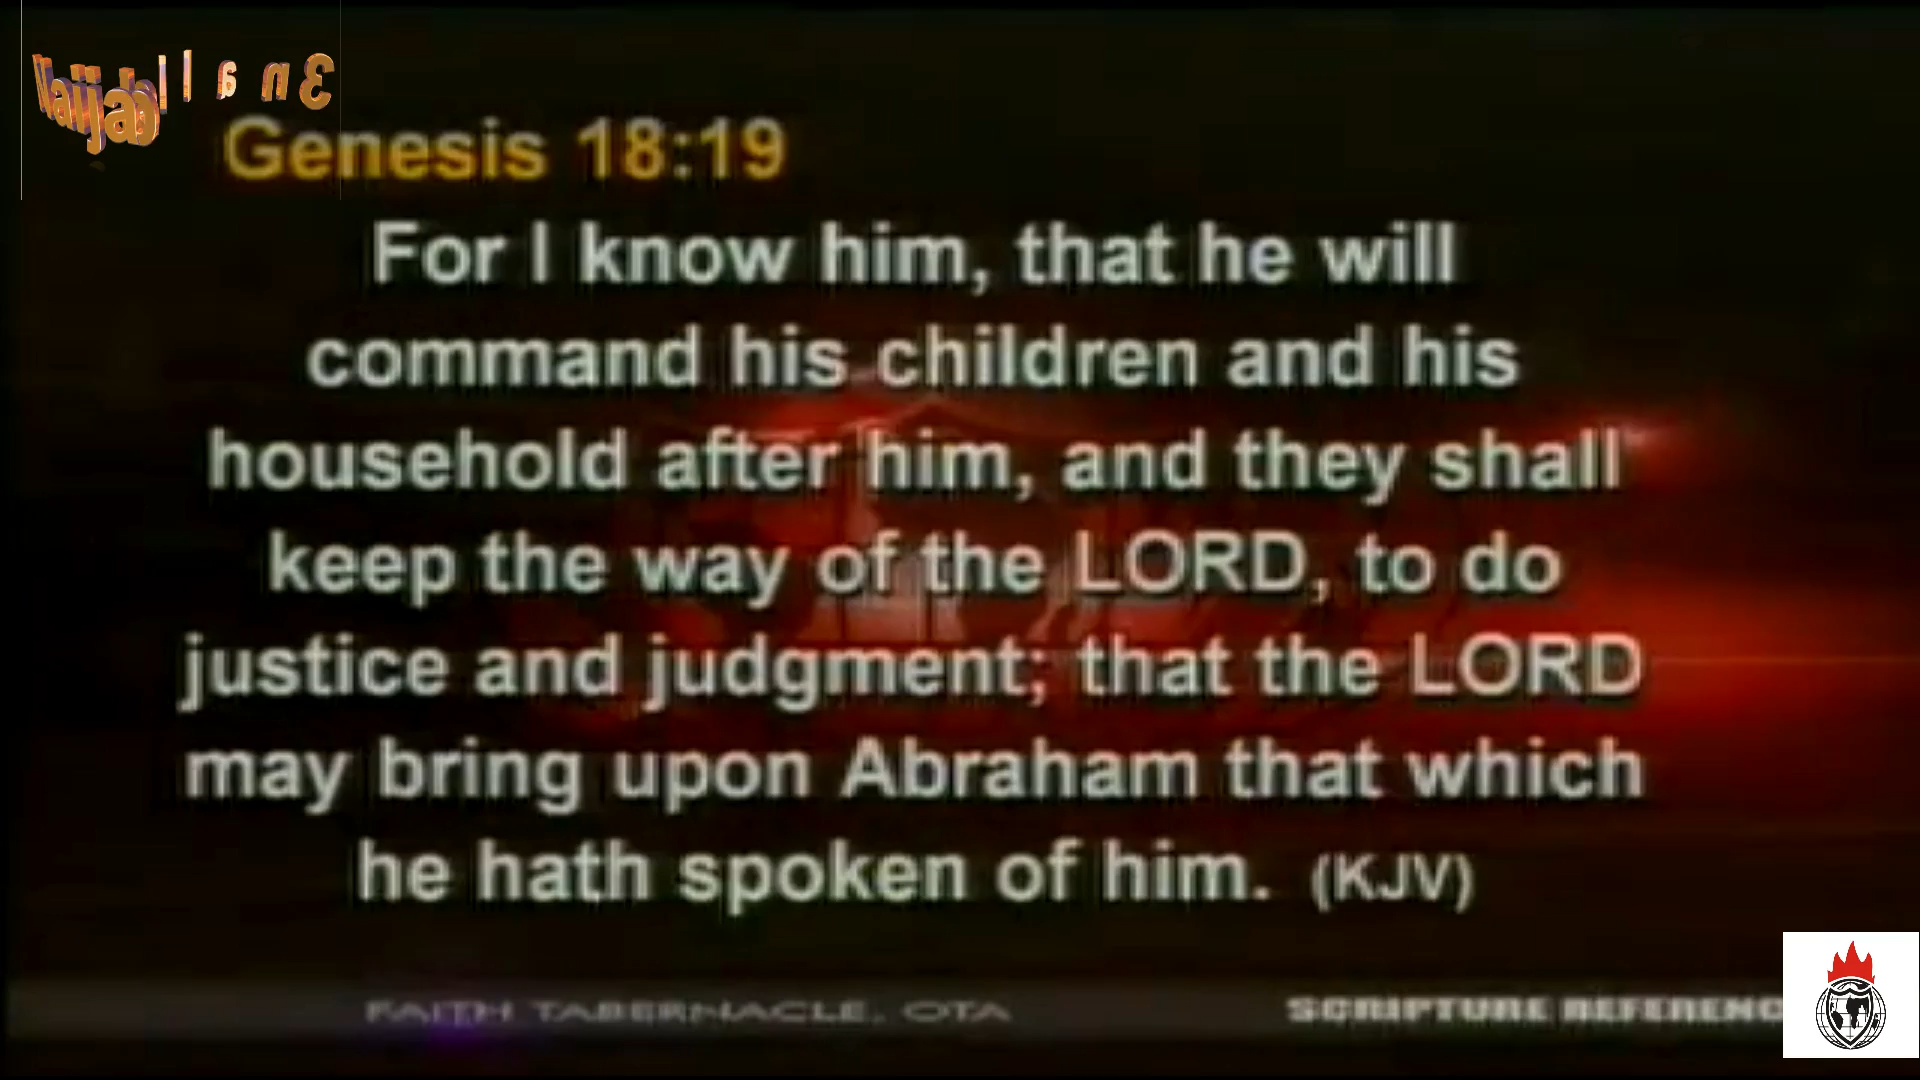 Genesis 18:19
For I know him, that he will
command his children and his
household after him, and they shall
keep the way of the LORD, to do
justice and judgment; that the LORD
may bring upon Abraham that which
he hath spoken of him. (KJV)
FAITH TABERNACLE, OTA
SCRIPTURE REFERENC